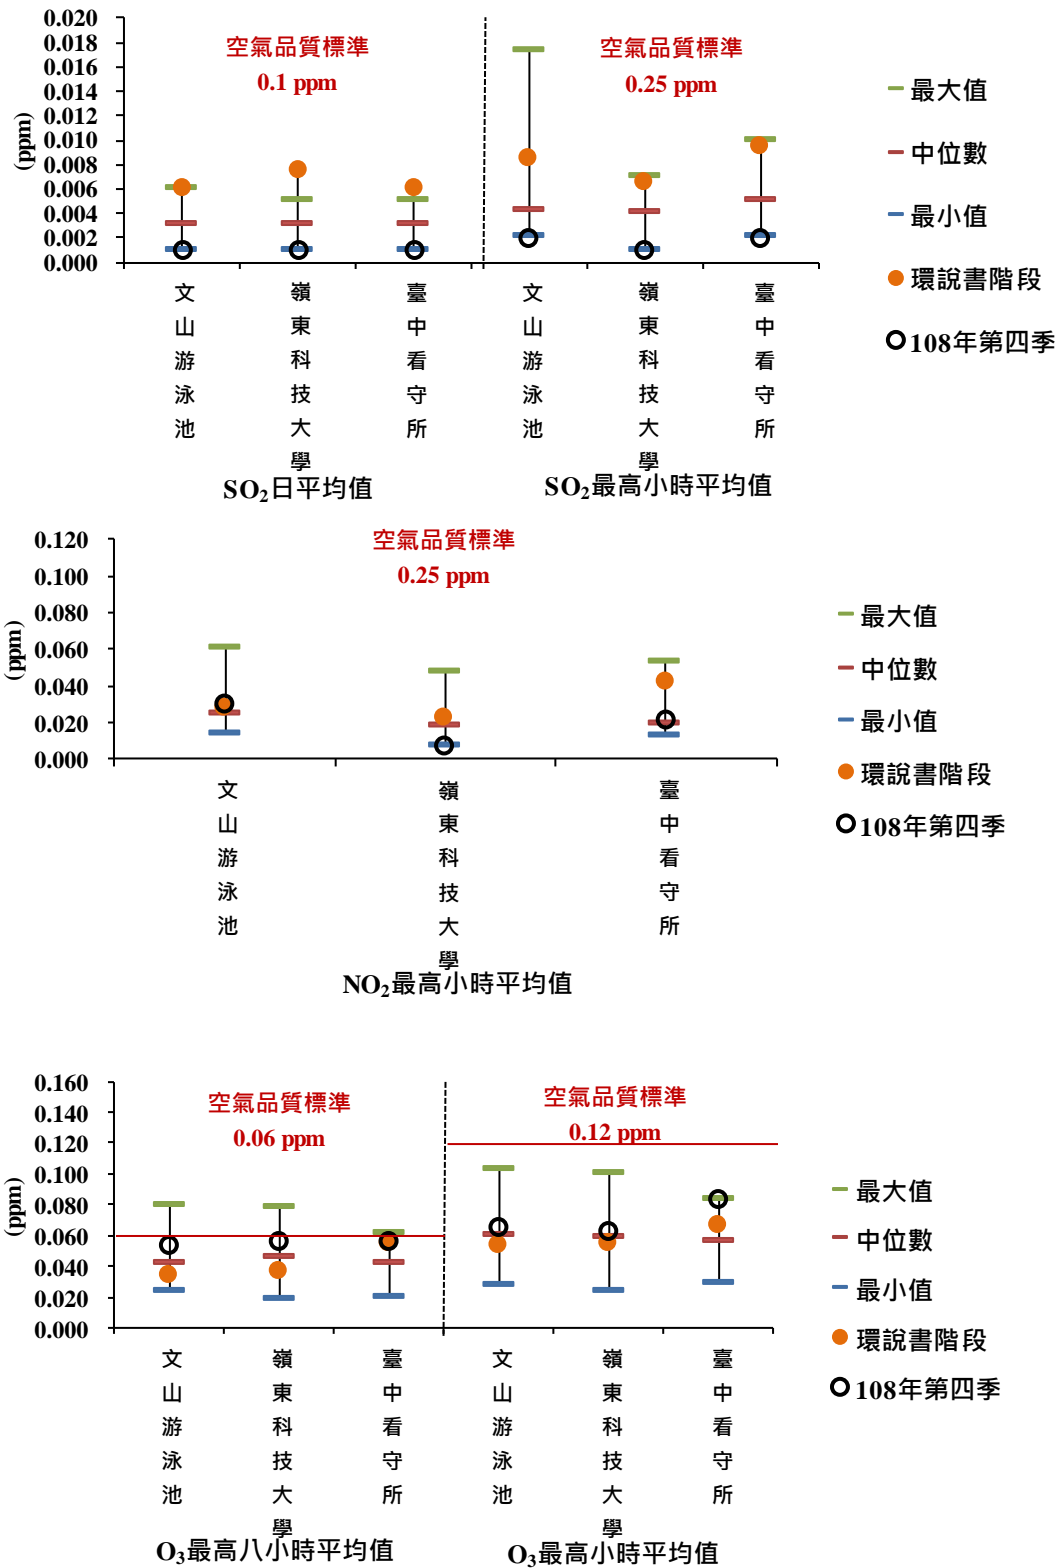 0.020
0.018
0.016
0.014
0.012
0.010
0.008
0.006
0.004
0.002
0.000
(ppm)
空氣品質標準
0.1 ppm
空氣品質標準
0.25 ppm
最大值
中位數
最小值
環說書階段
108年第四季
文山游泳池
嶺東科技大學
臺中看守所
文山游泳池
嶺東科技大學
臺中看守所
SO₂日平均值
SO₂最高小時平均值
0.120
0.100
0.080
0.060
0.040
0.020
0.000
(ppm)
空氣品質標準
0.25 ppm
最大值
中位數
最小值
環說書階段
108年第四季
文山游泳池
嶺東科技大學
臺中看守所
NO₂最高小時平均值
0.160
0.140
0.120
0.100
0.080
0.060
0.040
0.020
0.000
(ppm)
空氣品質標準
0.06 ppm
空氣品質標準
0.12 ppm
最大值
中位數
最小值
環說書階段
108年第四季
文山游泳池
嶺東科技大學
臺中看守所
文山游泳池
嶺東科技大學
臺中看守所
O₃最高八小時平均值
O₃最高小時平均值